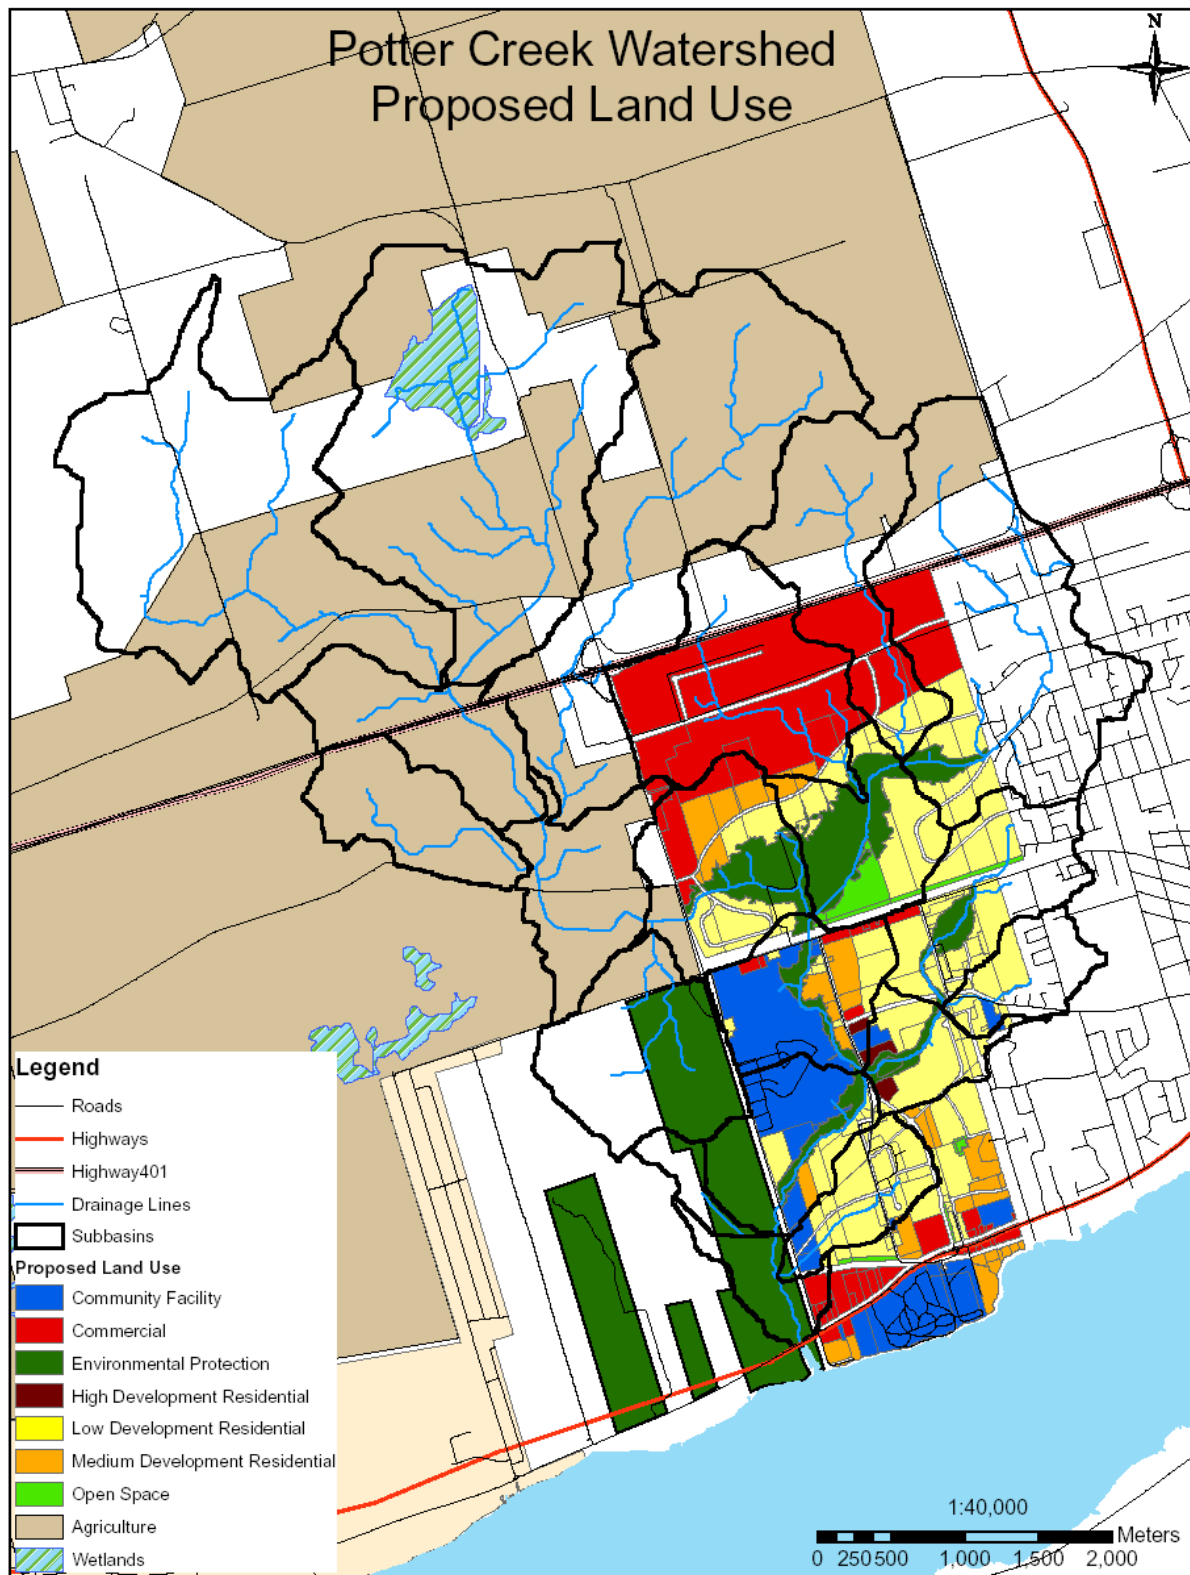 Potter Creek Watershed
Proposed Land Use
N
Legend
Roads
Highways
Highway401
Drainage Lines
Subbasins
Proposed Land Use
Community Facility
Commercial
Environmental Protection
High Development Residential
Low Development Residential
Medium Development Residential
Open Space
Agriculture
Wetlands
1:40,000
Meters
0 250 500 1,000 1,500 2,000